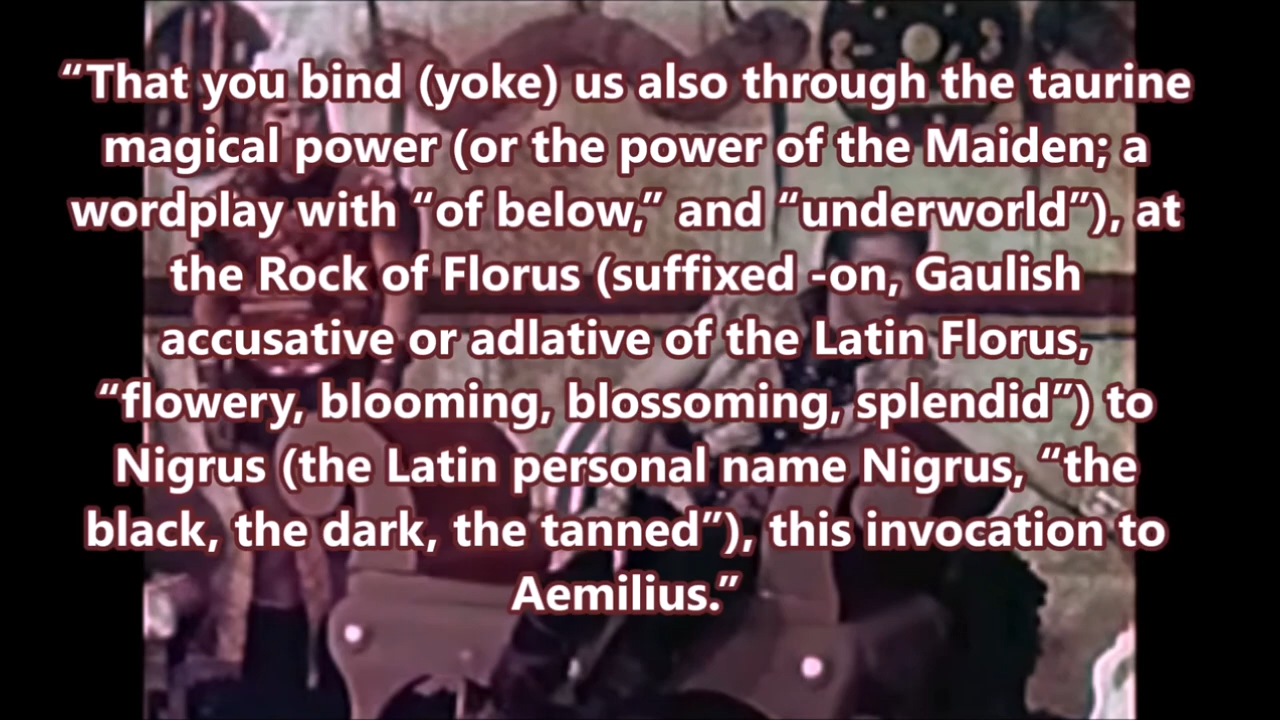 “That you bind (yoke) us also through the taurine
magical power (or the power of the Maiden; a
wordplay with “of below,” and “underworld”), at
the Rock of Florus (suffixed -on, Gaulish
accusative or adlative of the Latin Florus,
“flowery, blooming, blossoming, splendid”) to
Nigrus (the Latin personal name Nigrus, “the
black, the dark, the tanned”), this invocation to
Aemilius.”